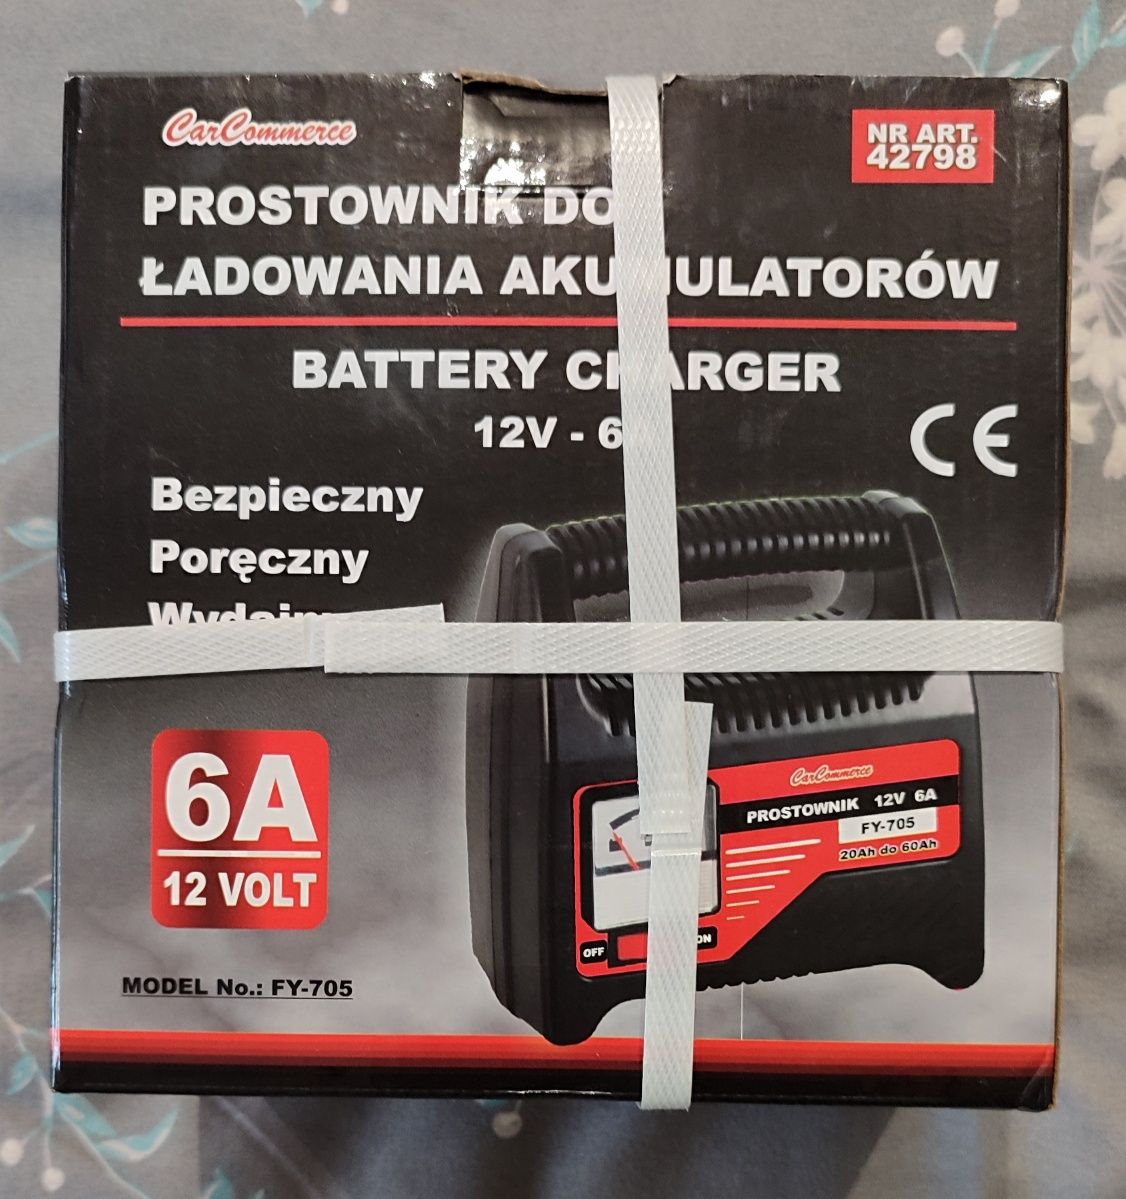 CarCommerce
NR ART.
42798
PROSTOWNIK DO
ŁADOWANIA AKUMULATORÓW
BATTERY CHARGER
12V - 6
Bezpieczny
Poręczny
6A
12 VOLT
MODEL No.: FY-705
CarCommerce
PROSTOWNIK 12V 6A
FY-705
20Ah do 60Ah
OFF
ON